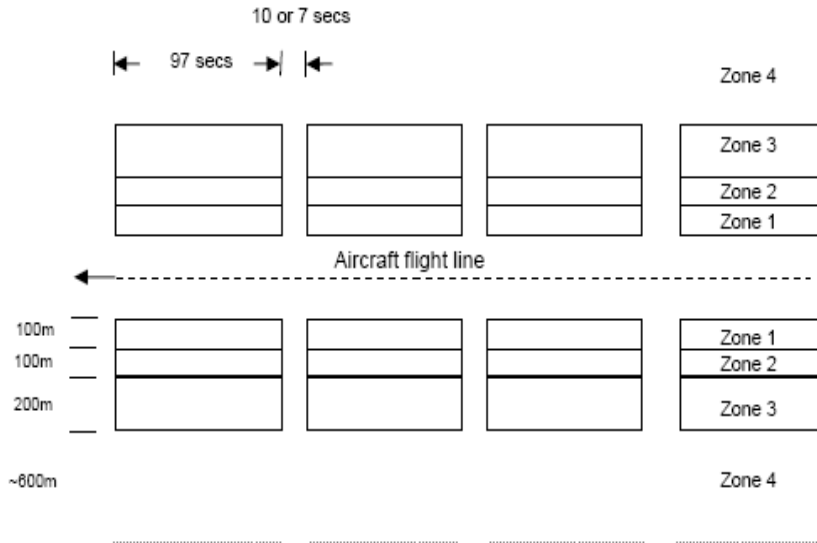 10 or 7 secs
97 secs
Zone 4
Zone 3
Zone 2
Zone 1
Aircraft flight line
100m
Zone 1
100m
Zone 2
200m
Zone 3
~600m
Zone 4